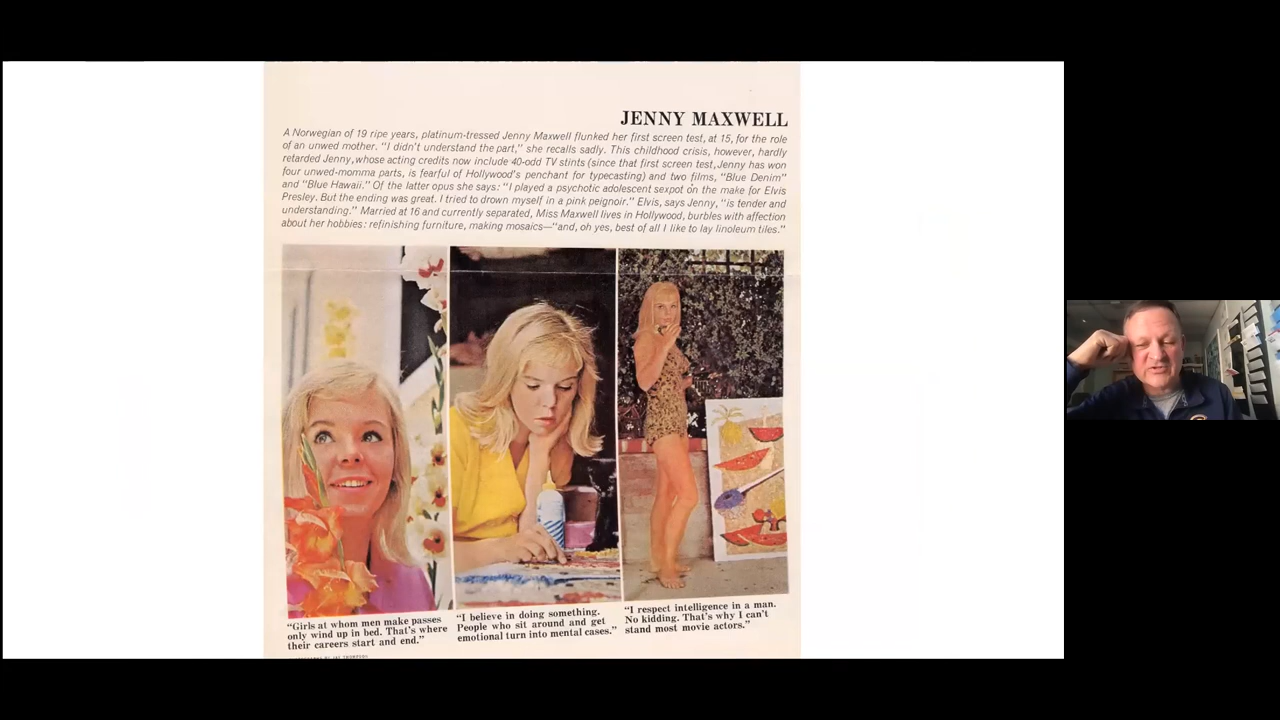 JENNY MAXWELL
A Norwegian of 19 ripe years, platinum-tressed Jenny Maxwell flunked her first screen test, at 15, for the role
of an unwed mother. “I didn't understand the part,” she recalls sadly. This childhood crisis, however, hardly
retarded Jenny, whose acting credits now include 40-odd TV stints (since that first screen test, Jenny has won
four unwed-momma parts, is fearful of Hollywood's penchant for typecasting) and two films, “Blue Denim”
and “Blue Hawaii.” Of the latter opus she says: “I played a psychotic adolescent sexpot on the make for Elvis
Presley. But the ending was great. I tried to drown myself in a pink peignoir.” Elvis, says Jenny, “is tender and
understanding.” Married at 16 and currently separated, Miss Maxwell lives in Hollywood, burbles with affection
about her hobbies: refinishing furniture, making mosaics—“and, oh yes, best of all I like to lay linoleum tiles.”
“Girls at whom men make passes
only wind up in bed. That's where
their careers start and end.”
“I believe in doing something.
People who sit around and get
emotional turn into mental cases.”
“I respect intelligence in a man.
No kidding. That's why I can't
stand most movie actors.”